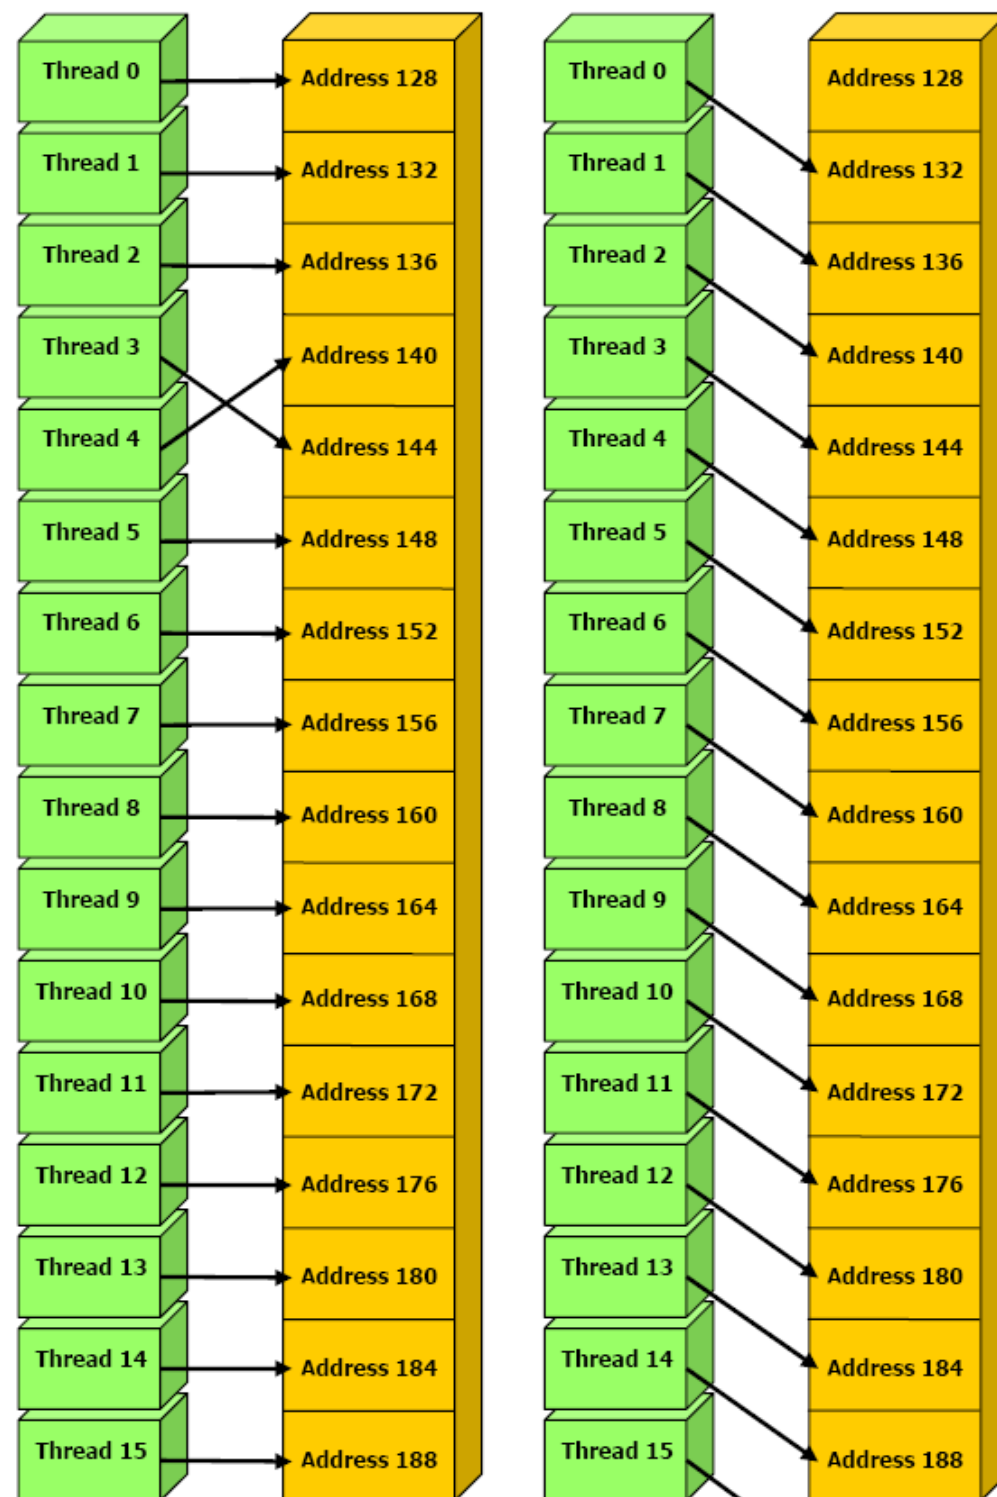 Thread 0 Address 128 Thread 0 Address 128
Thread 1 Address 132 Thread 1 Address 132
Thread 2 Address 136 Thread 2 Address 136
Thread 3 Address 140 Thread 3 Address 140
Thread 4 Address 144 Thread 4 Address 144
Thread 5 Address 148 Thread 5 Address 148
Thread 6 Address 152 Thread 6 Address 152
Thread 7 Address 156 Thread 7 Address 156
Thread 8 Address 160 Thread 8 Address 160
Thread 9 Address 164 Thread 9 Address 164
Thread 10 Address 168 Thread 10 Address 168
Thread 11 Address 172 Thread 11 Address 172
Thread 12 Address 176 Thread 12 Address 176
Thread 13 Address 180 Thread 13 Address 180
Thread 14 Address 184 Thread 14 Address 184
Thread 15 Address 188 Thread 15 Address 188